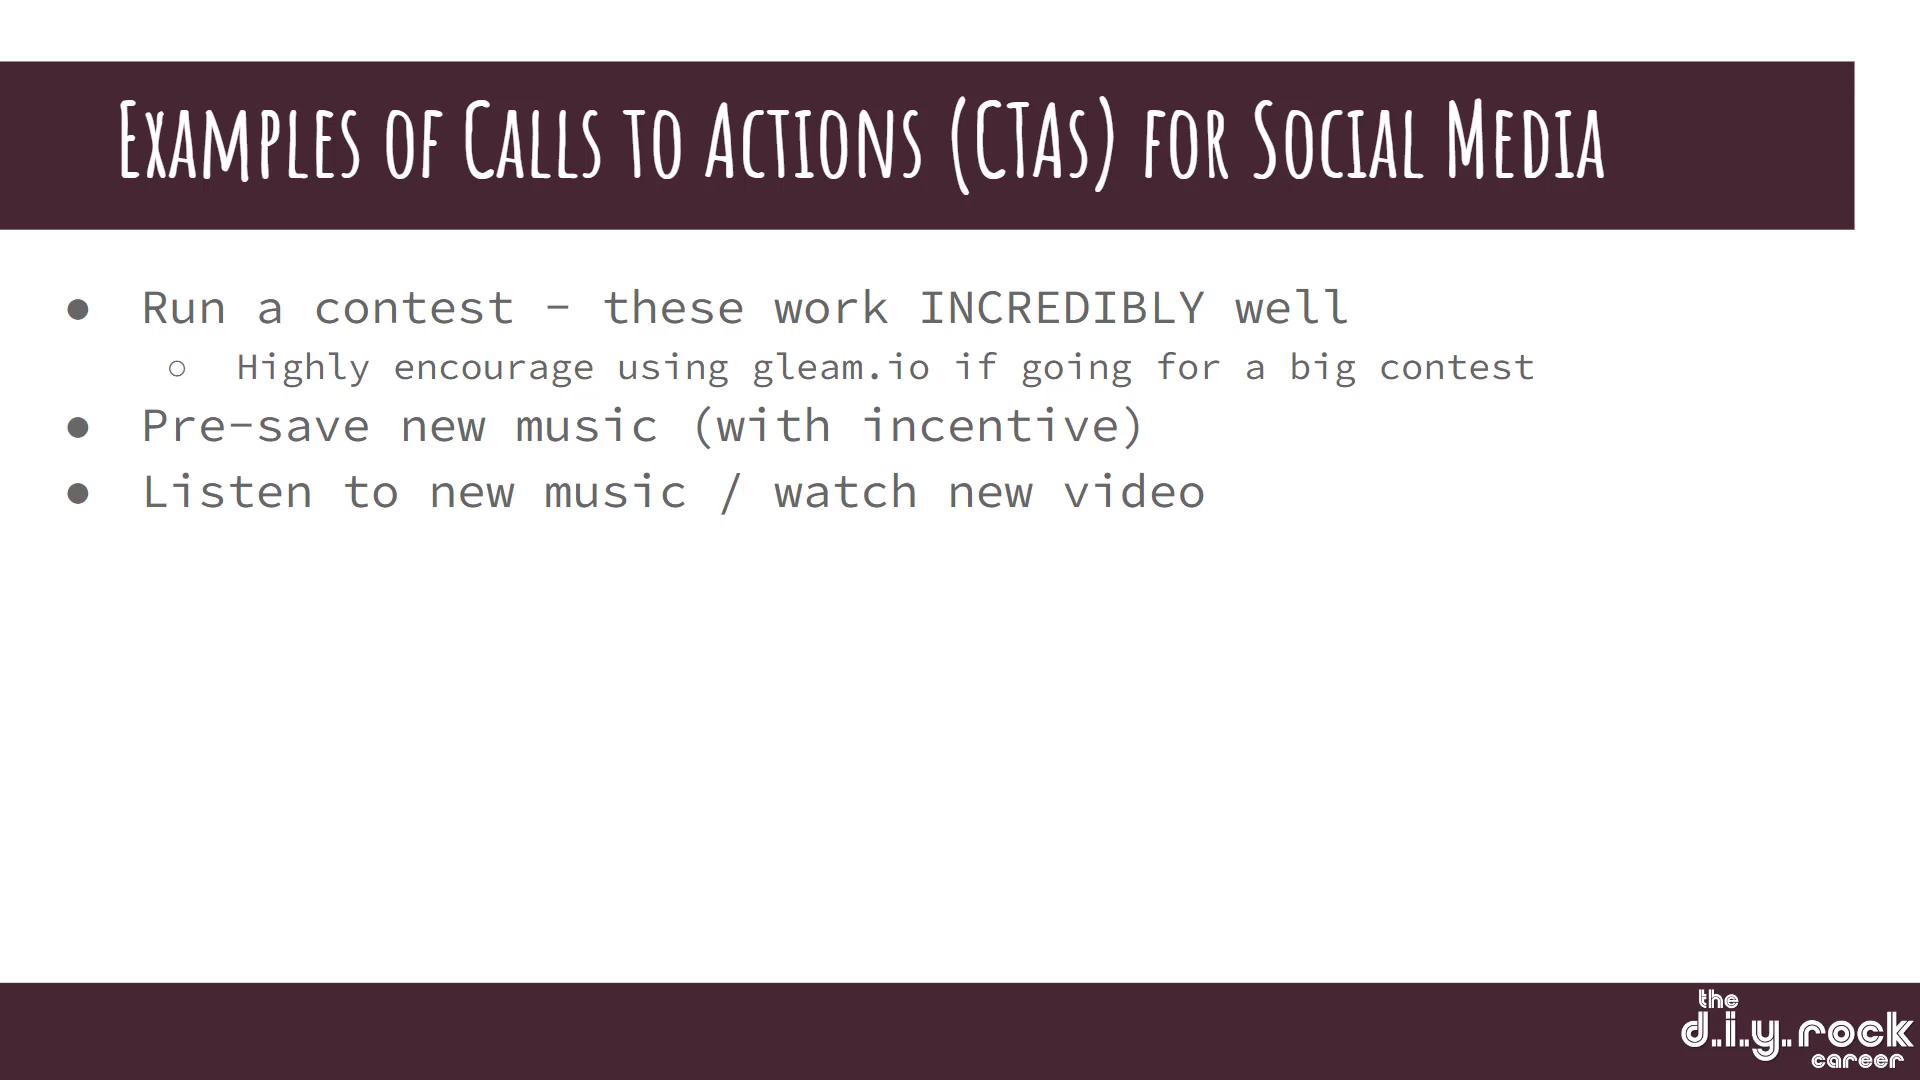 Examples of Calls to Actions (CTAs) for Social Media
● Run a contest - these work INCREDIBLY well
○ Highly encourage using gleam.io if going for a big contest
● Pre-save new music (with incentive)
● Listen to new music / watch new video
the
d.i.y. rock
career